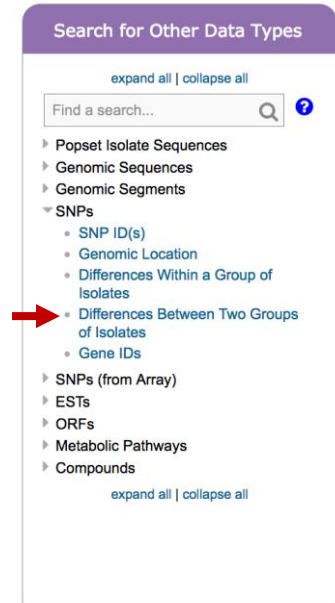 Search for Other Data Types
expand all | collapse all
Find a search...
Popset Isolate Sequences
Genomic Sequences
Genomic Segments
SNPs
SNP ID(s)
Genomic Location
Differences Within a Group of
Isolates
Differences Between Two Groups
of Isolates
Gene IDs
SNPs (from Array)
ESTs
ORFs
Metabolic Pathways
Compounds
expand all | collapse all